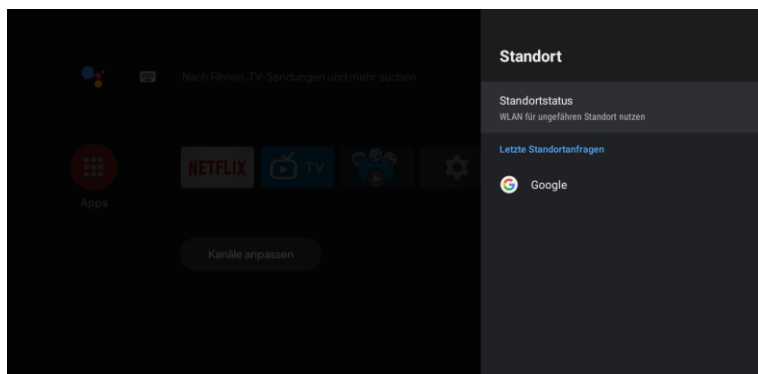 Standort
Nach Filmen, TV-Sendungen und mehr suchen
Standortstatus
WLAN für ungefähren Standort nutzen
Letzte Standortanfragen
NETFLIX
TV
Google
Apps
Kanäle anpassen